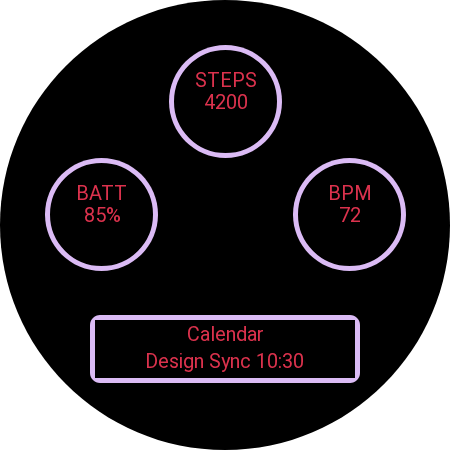 STEPS
4200
BATT
85%
BPM
72
Calendar
Design Sync 10:30